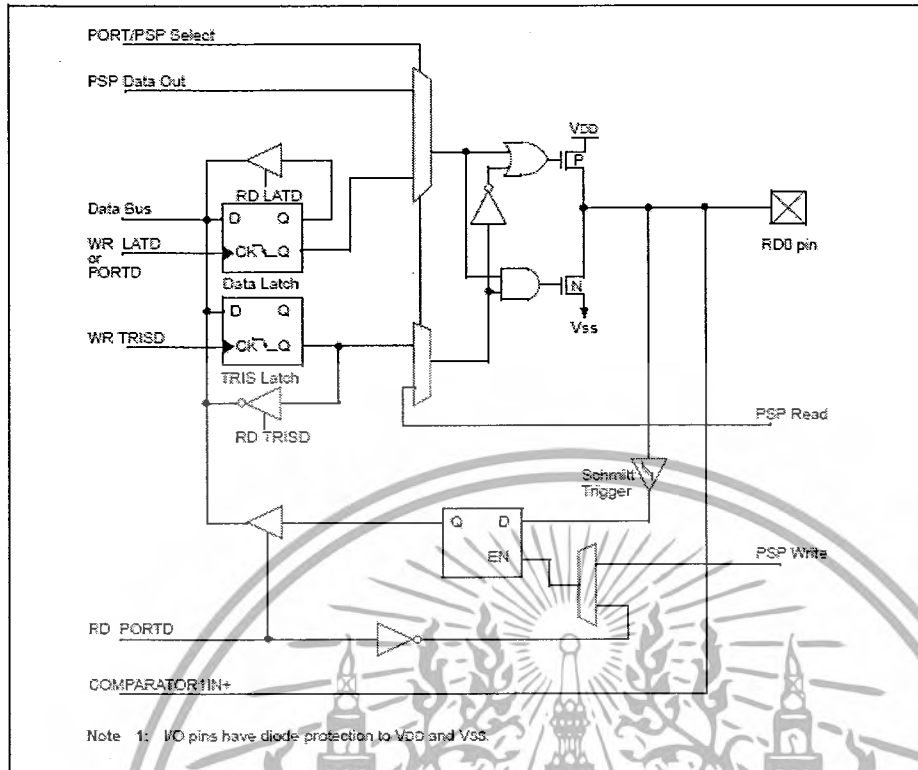 PORT/PSP Select
PSP Data Out
VDD
P
RD LATD
Data Bus
D Q
RD0 pin
WR LATD
or
PORTD
CK Q
Data Latch
N
Vss
D Q
WR TRISD
CK Q
TRIS Latch
PSP Read
RD TRISD
Schmitt
Trigger
Q D
EN
PSP Write
RD PORTD
COMPARATOR1IN+
Note 1: I/O pins have diode protection to VDD and VSS.